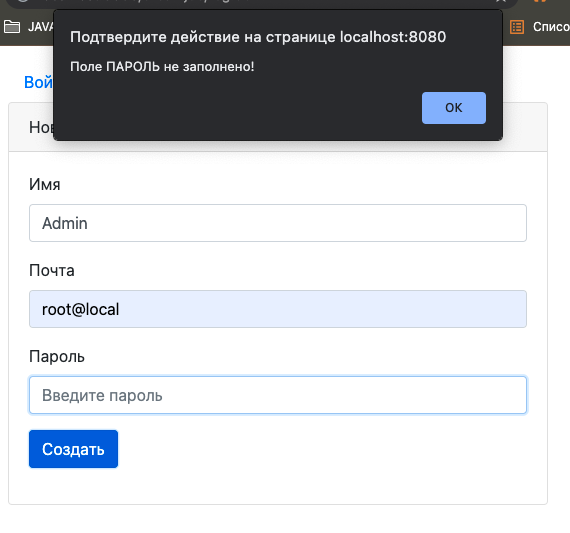 JAVA
Списо
Подтвердите действие на странице localhost:8080
Поле ПАРОЛЬ не заполнено!
ОК
Вой
Нов
Имя
Admin
Почта
root@local
Пароль
Введите пароль
Создать